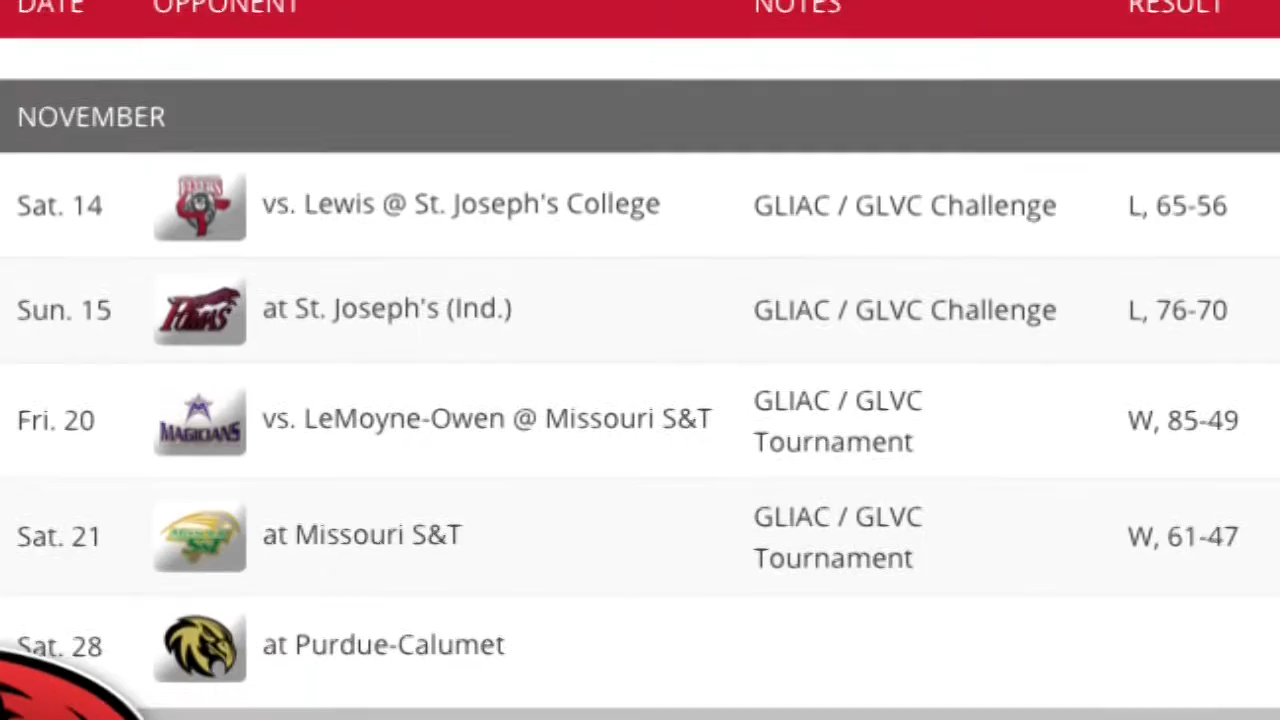 DATE OPPONENT NOTES RESULT
NOVEMBER
Sat. 14 vs. Lewis @ St. Joseph's College GLIAC / GLVC Challenge L, 65-56
Sun. 15 at St. Joseph's (Ind.) GLIAC / GLVC Challenge L, 76-70
Fri. 20 MAGICIANS vs. LeMoyne-Owen @ Missouri S&T GLIAC / GLVC
Tournament W, 85-49
Sat. 21 at Missouri S&T GLIAC / GLVC
Tournament W, 61-47
Sat. 28 at Purdue-Calumet